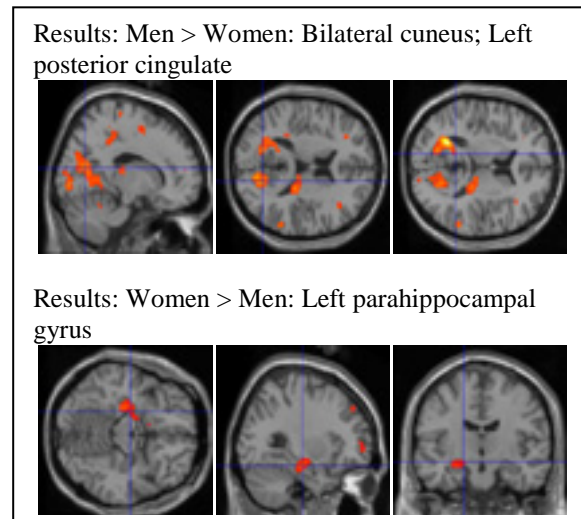 Results: Men > Women: Bilateral cuneus; Left
posterior cingulate
Results: Women > Men: Left parahippocampal
gyrus